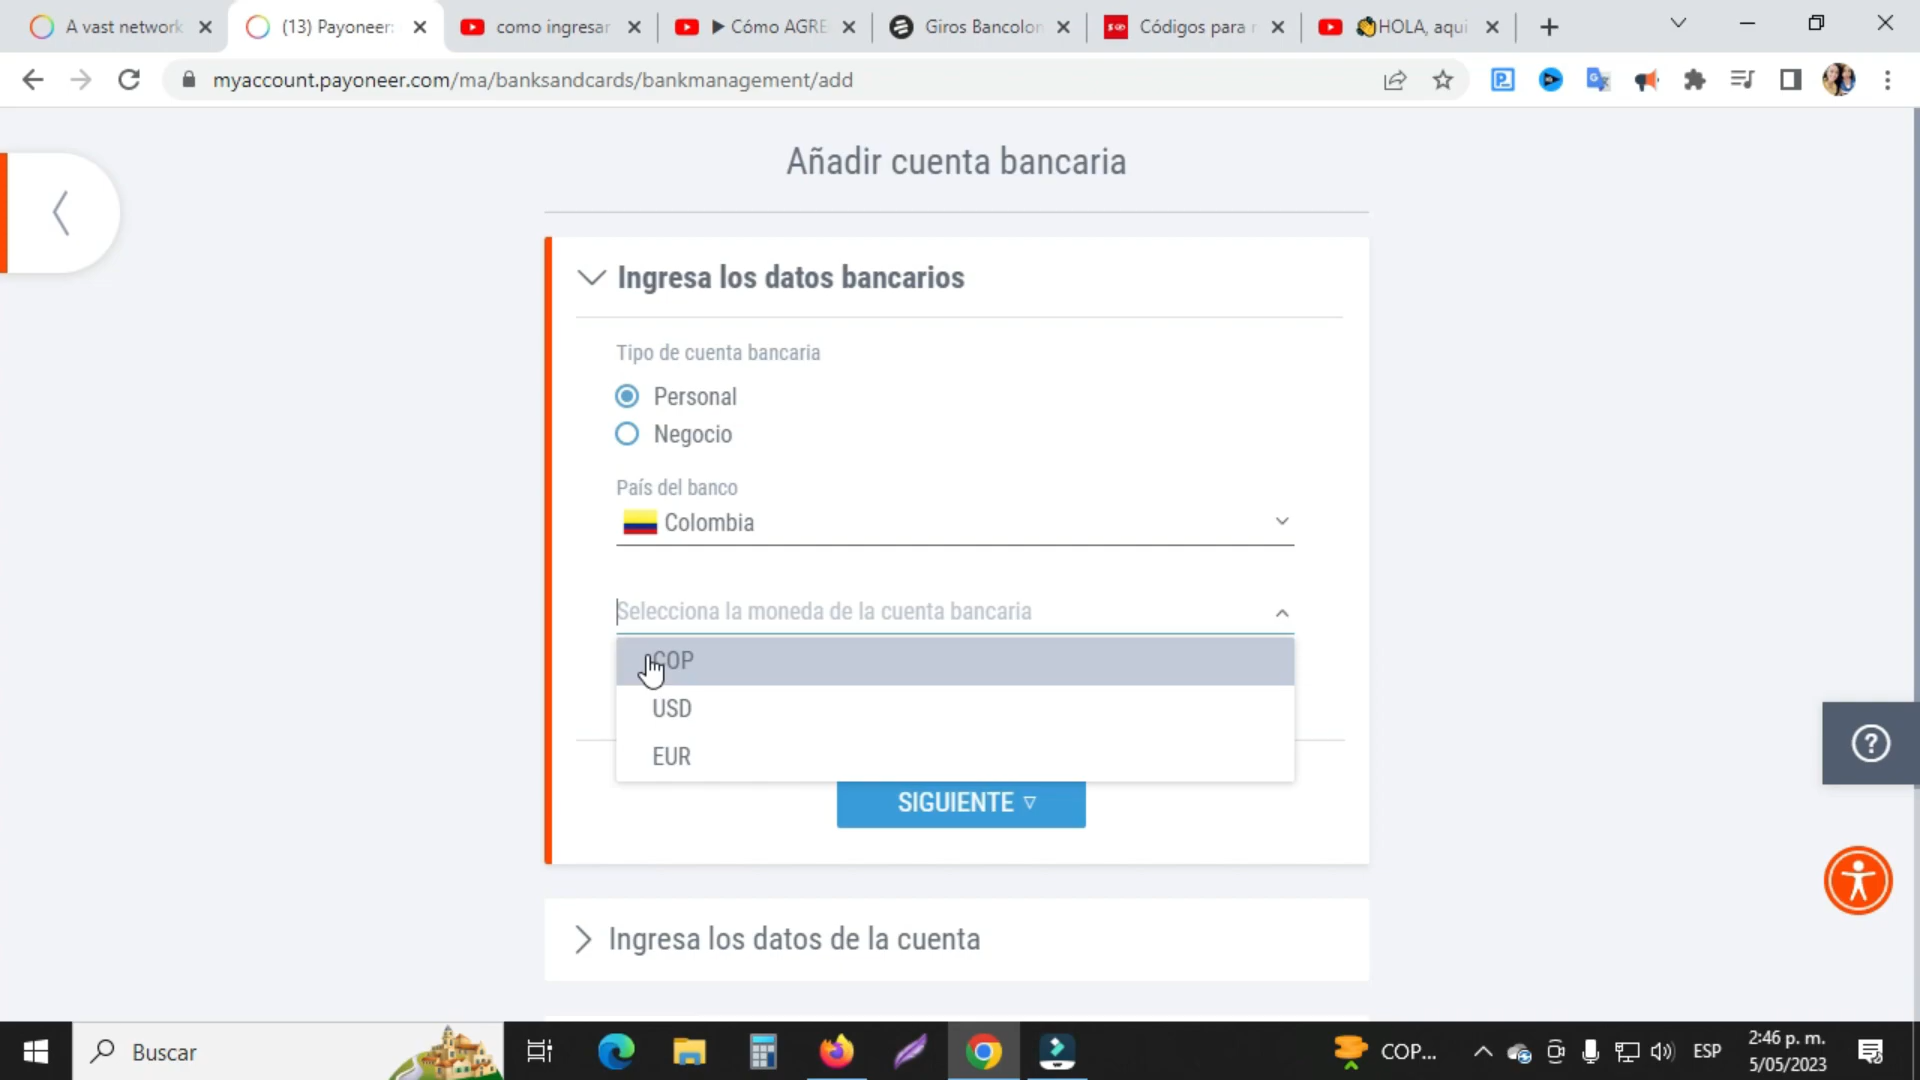 A vast network
(13) Payoneer:
como ingresar
▶ Cómo AGRE
Giros Bancolon
Códigos para r
👋HOLA, aqui
myaccount.payoneer.com/ma/banksandcards/bankmanagement/add
Añadir cuenta bancaria
Ingresa los datos bancarios
Tipo de cuenta bancaria
Personal
Negocio
País del banco
Colombia
Selecciona la moneda de la cuenta bancaria
COP
USD
EUR
SIGUIENTE
Ingresa los datos de la cuenta
Buscar
COP...
ESP
2:46 p. m.
5/05/2023